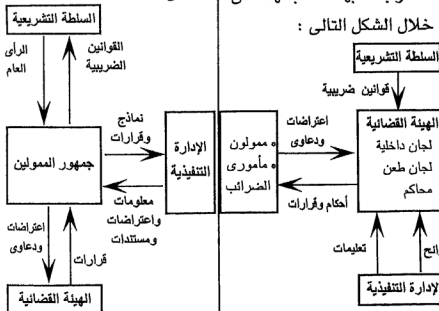 خلال الشكل التالى :
السلطة التشريعية
قوانين ضريبية
الهيئة القضائية
لجان داخلية
لجان طعن
محاكم
اعتراضات
ودعاوى
ممولون
مأمورى
الضرائب
أحكام وقرارات
تعليمات
الإدارة التنفيذية
السلطة التشريعية
الرأى
العام
القوانين
الضريبية
جمهور الممولين
نماذج
وقرارات
الإدارة
التنفيذية
معلومات
واعتراضات
ومستندات
اعتراضات
ودعاوى
قرارات
الهيئة القضائية